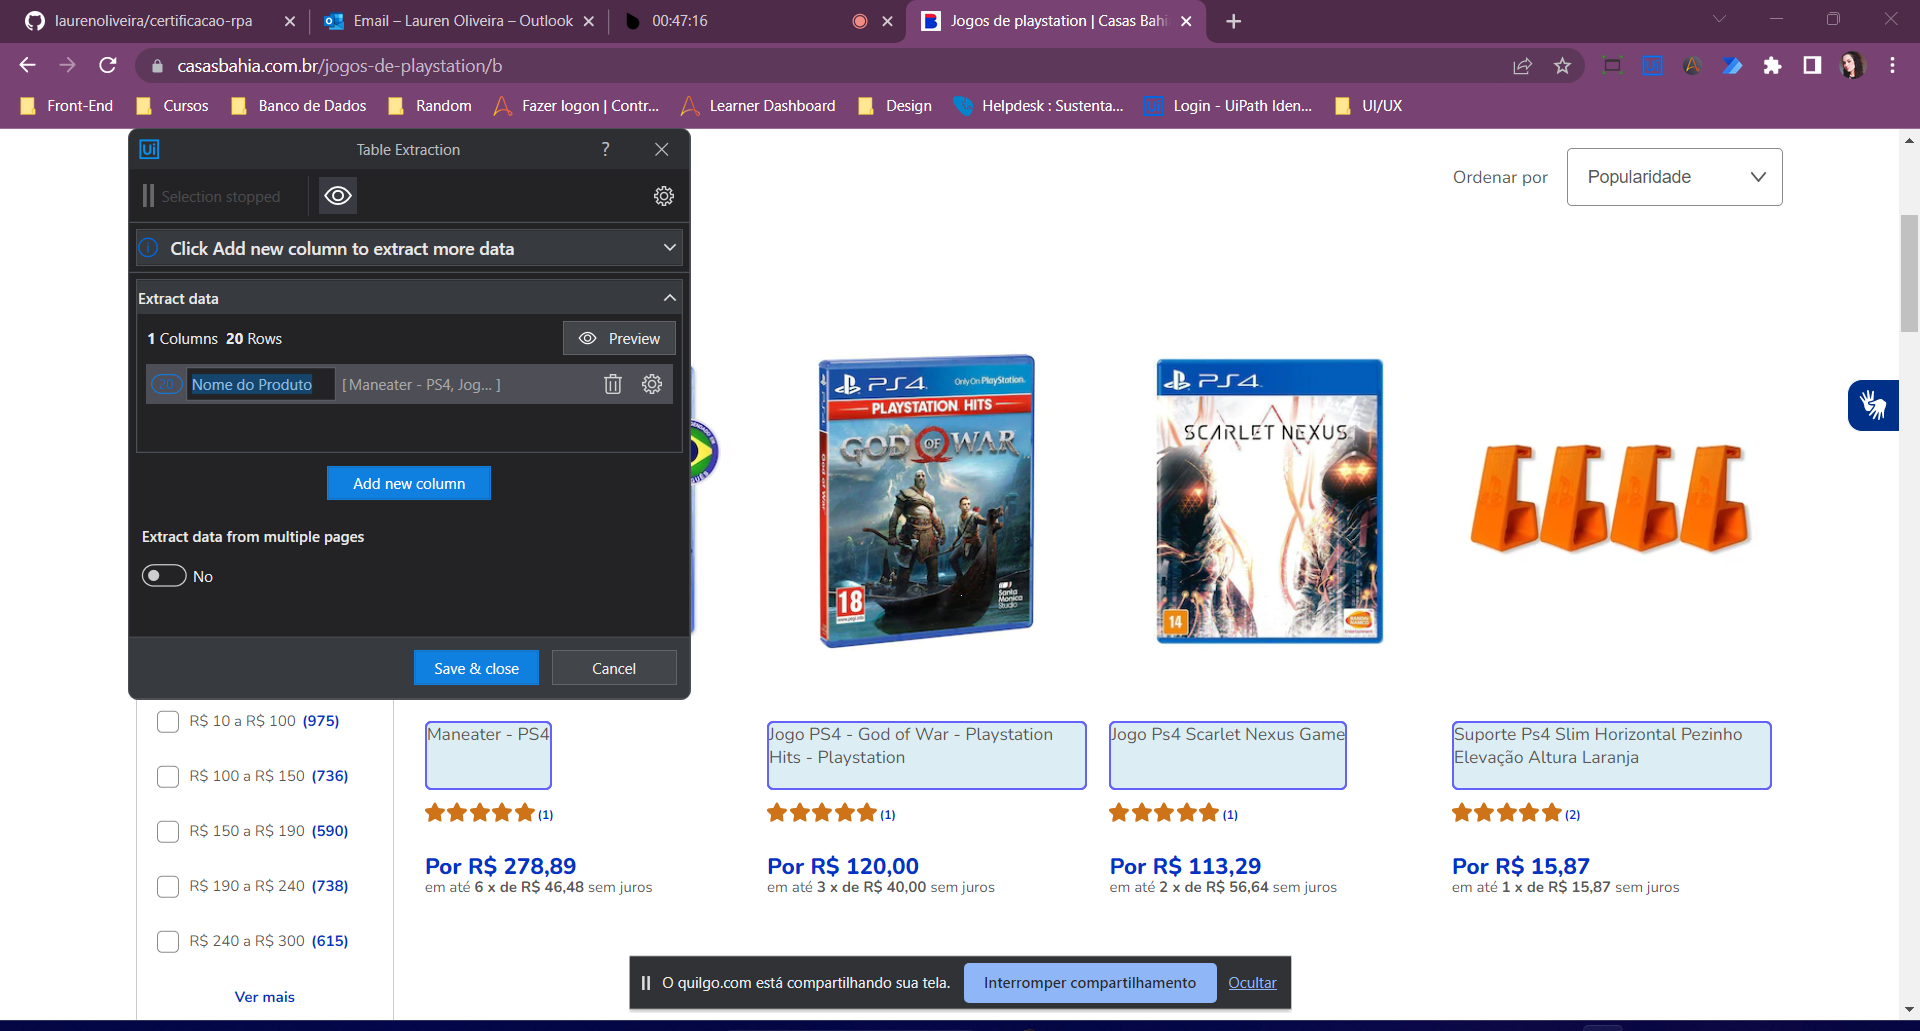 laurenoliveira/certificacao-rpa
Email – Lauren Oliveira – Outlook
00:47:16
Jogos de playstation | Casas Bahi
casasbahia.com.br/jogos-de-playstation/b
Front-End
Cursos
Banco de Dados
Random
Fazer logon | Contr...
Learner Dashboard
Design
Helpdesk : Sustenta...
Login - UiPath Iden...
UI/UX
Ui
Table Extraction
?
Selection stopped
Click Add new column to extract more data
Extract data
1 Columns 20 Rows
Preview
20
Nome do Produto
[ Maneater - PS4, Jog... ]
Add new column
Extract data from multiple pages
No
Save & close
Cancel
Ordenar por
Popularidade
PS4
Only On PlayStation.
PLAYSTATION HITS
GOD OF WAR
God of War
18
Santa Monica Studio
PS4
SCARLET NEXUS
14
BANDAI NAMCO
R$ 10 a R$ 100 (975)
R$ 100 a R$ 150 (736)
R$ 150 a R$ 190 (590)
R$ 190 a R$ 240 (738)
R$ 240 a R$ 300 (615)
Ver mais
Maneater - PS4
(1)
Por R$ 278,89
em até 6 x de R$ 46,48 sem juros
Jogo PS4 - God of War - Playstation
Hits - Playstation
(1)
Por R$ 120,00
em até 3 x de R$ 40,00 sem juros
Jogo Ps4 Scarlet Nexus Game
(1)
Por R$ 113,29
em até 2 x de R$ 56,64 sem juros
Suporte Ps4 Slim Horizontal Pezinho
Elevação Altura Laranja
(2)
Por R$ 15,87
em até 1 x de R$ 15,87 sem juros
O quilgo.com está compartilhando sua tela.
Interromper compartilhamento
Ocultar